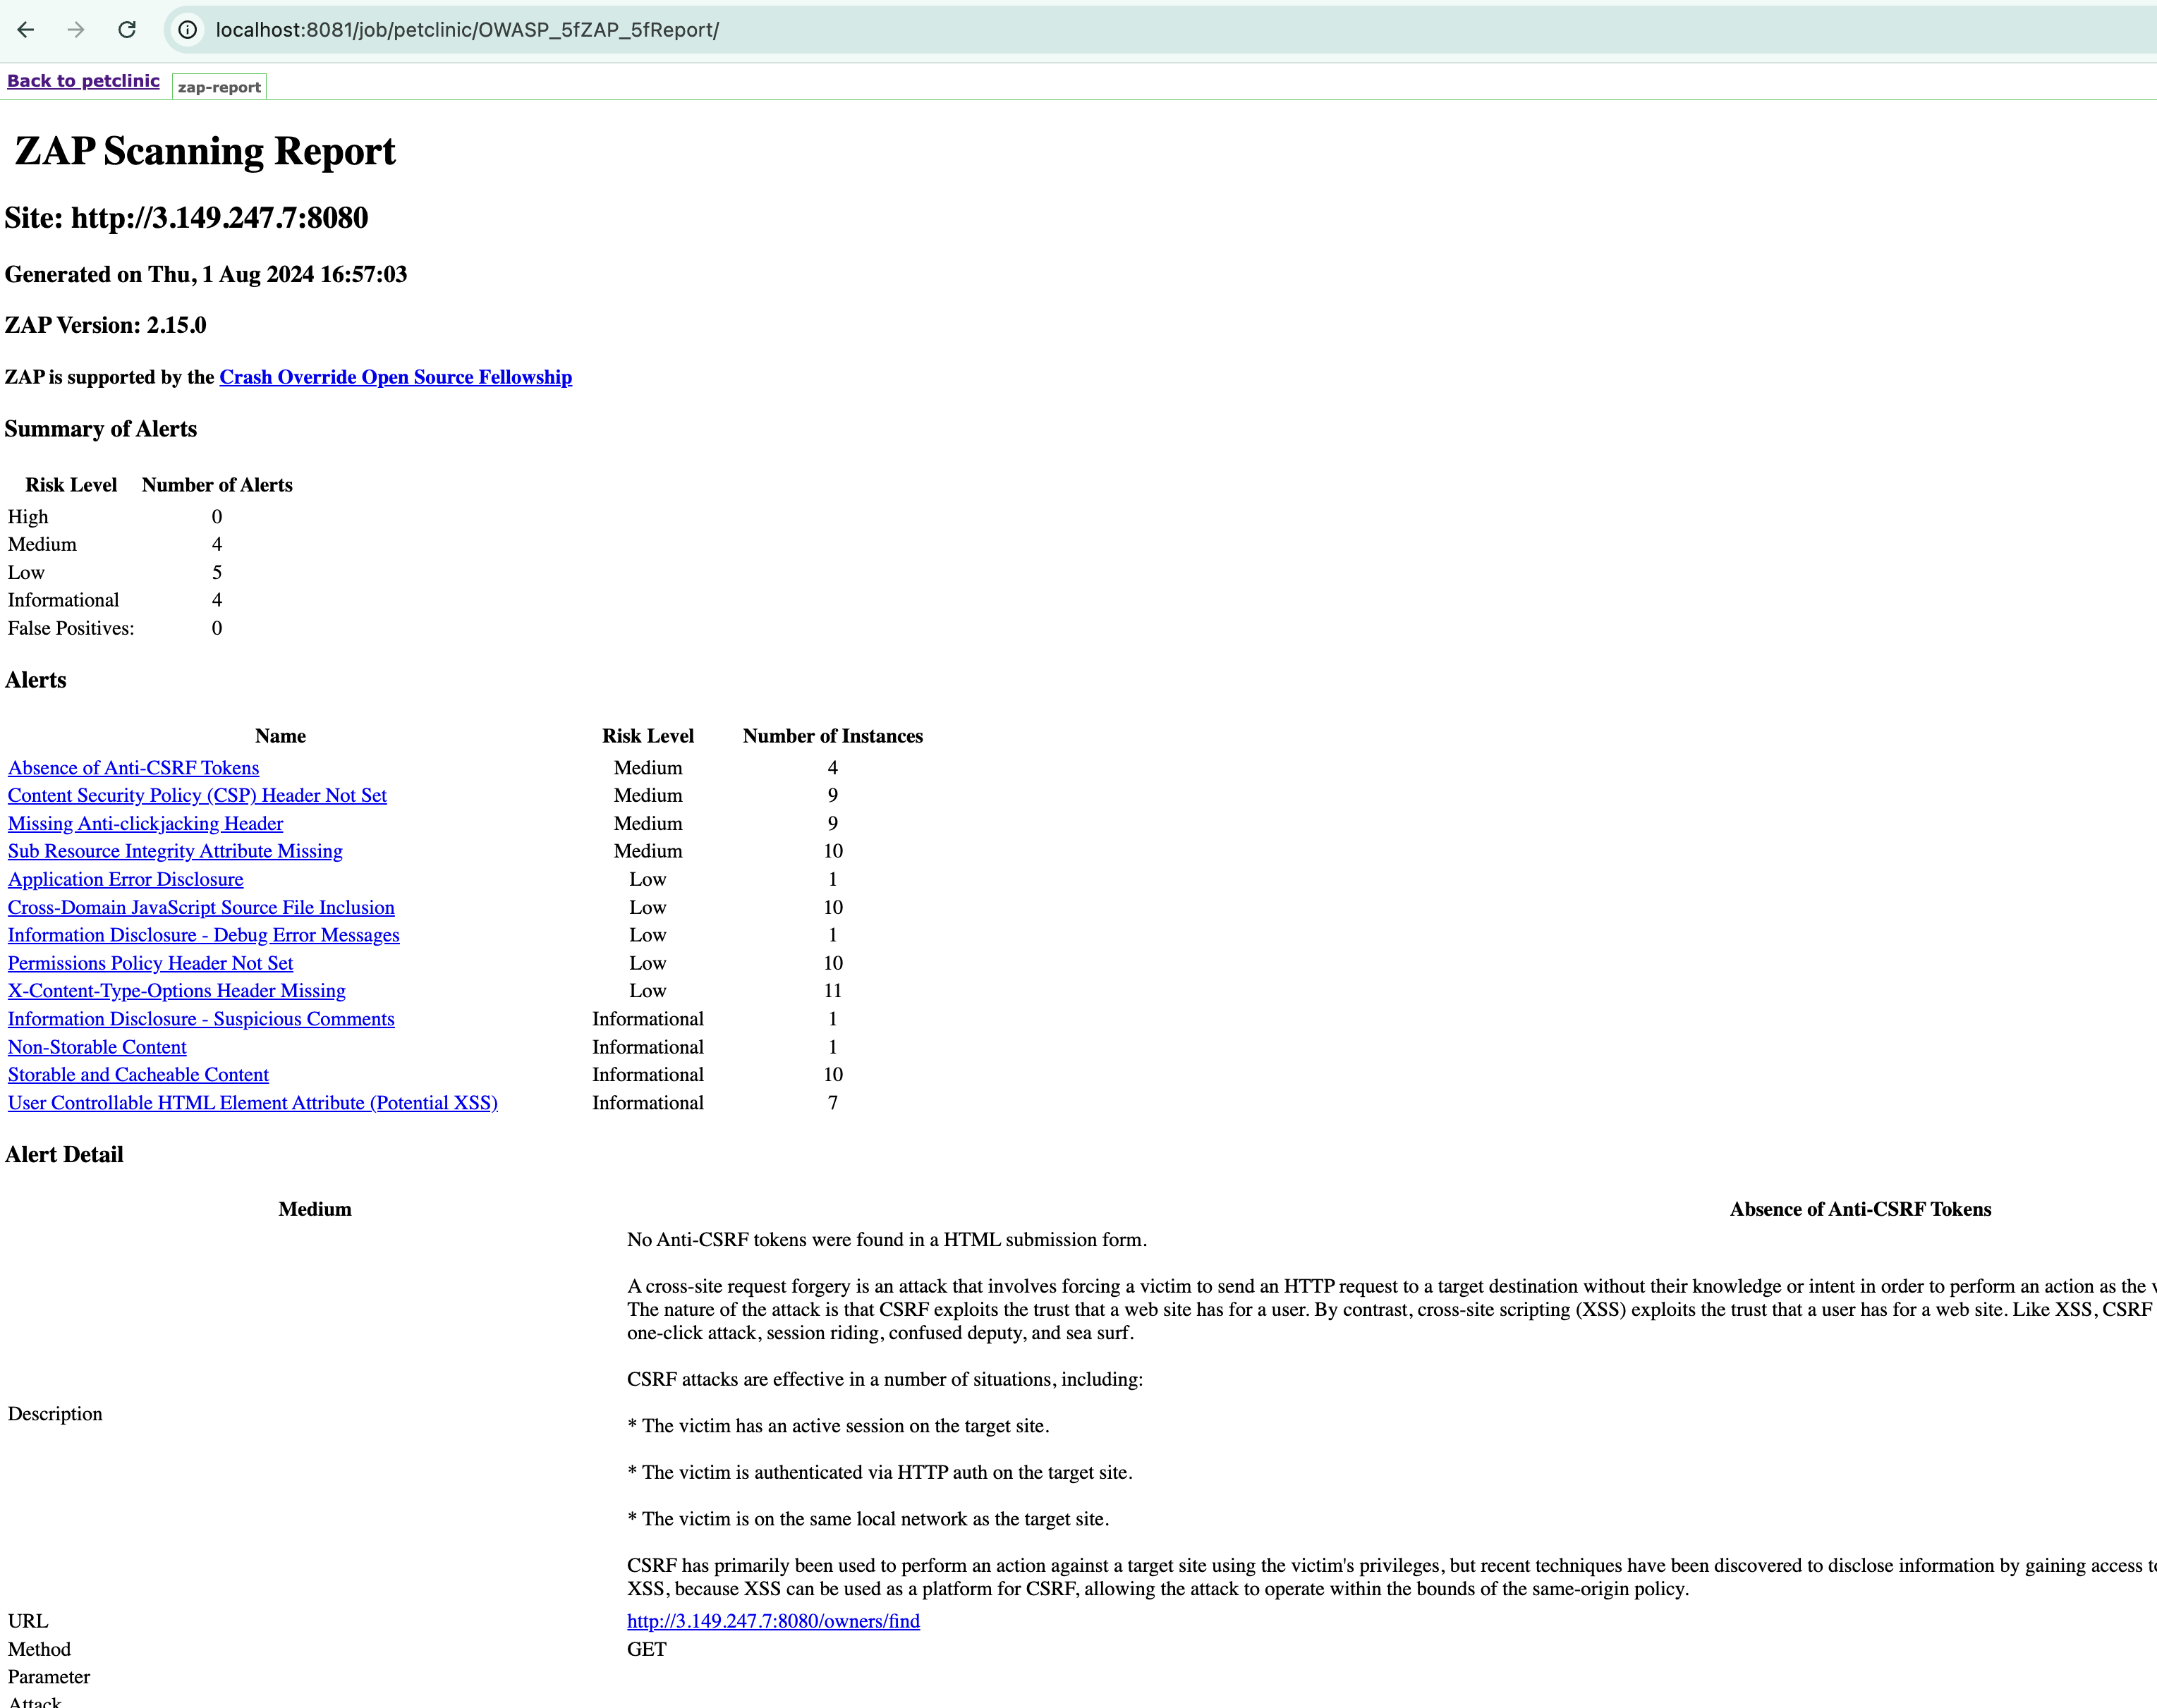 localhost:8081/job/petclinic/OWASP_5fZAP_5fReport/
Back to petclinic zap-report
ZAP Scanning Report
Site: http://3.149.247.7:8080
Generated on Thu, 1 Aug 2024 16:57:03
ZAP Version: 2.15.0
ZAP is supported by the Crash Override Open Source Fellowship
Summary of Alerts
Risk Level Number of Alerts
High 0
Medium 4
Low 5
Informational 4
False Positives: 0
Alerts
Name Risk Level Number of Instances
Absence of Anti-CSRF Tokens Medium 4
Content Security Policy (CSP) Header Not Set Medium 9
Missing Anti-clickjacking Header Medium 9
Sub Resource Integrity Attribute Missing Medium 10
Application Error Disclosure Low 1
Cross-Domain JavaScript Source File Inclusion Low 10
Information Disclosure - Debug Error Messages Low 1
Permissions Policy Header Not Set Low 10
X-Content-Type-Options Header Missing Low 11
Information Disclosure - Suspicious Comments Informational 1
Non-Storable Content Informational 1
Storable and Cacheable Content Informational 10
User Controllable HTML Element Attribute (Potential XSS) Informational 7
Alert Detail
Medium Absence of Anti-CSRF Tokens
No Anti-CSRF tokens were found in a HTML submission form.
A cross-site request forgery is an attack that involves forcing a victim to send an HTTP request to a target destination without their knowledge or intent in order to perform an action as the
The nature of the attack is that CSRF exploits the trust that a web site has for a user. By contrast, cross-site scripting (XSS) exploits the trust that a user has for a web site. Like XSS, CSRF
one-click attack, session riding, confused deputy, and sea surf.
CSRF attacks are effective in a number of situations, including:
Description
* The victim has an active session on the target site.
* The victim is authenticated via HTTP auth on the target site.
* The victim is on the same local network as the target site.
CSRF has primarily been used to perform an action against a target site using the victim's privileges, but recent techniques have been discovered to disclose information by gaining access
XSS, because XSS can be used as a platform for CSRF, allowing the attack to operate within the bounds of the same-origin policy.
URL http://3.149.247.7:8080/owners/find
Method GET
Parameter
Attack